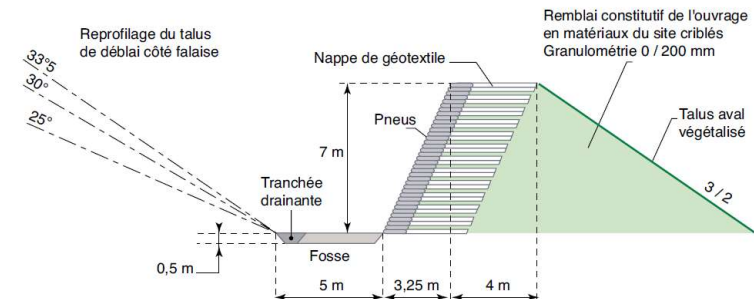 Reprofilage du talus
de déblai côté falaise
33°5
30°
25°
Nappe de géotextile
Remblai constitutif de l'ouvrage
en matériaux du site criblés
Granulométrie 0 / 200 mm
Pneus
Talus aval
végétalisé
7 m
3 / 2
Tranchée
drainante
Fosse
0,5 m
5 m
3,25 m
4 m